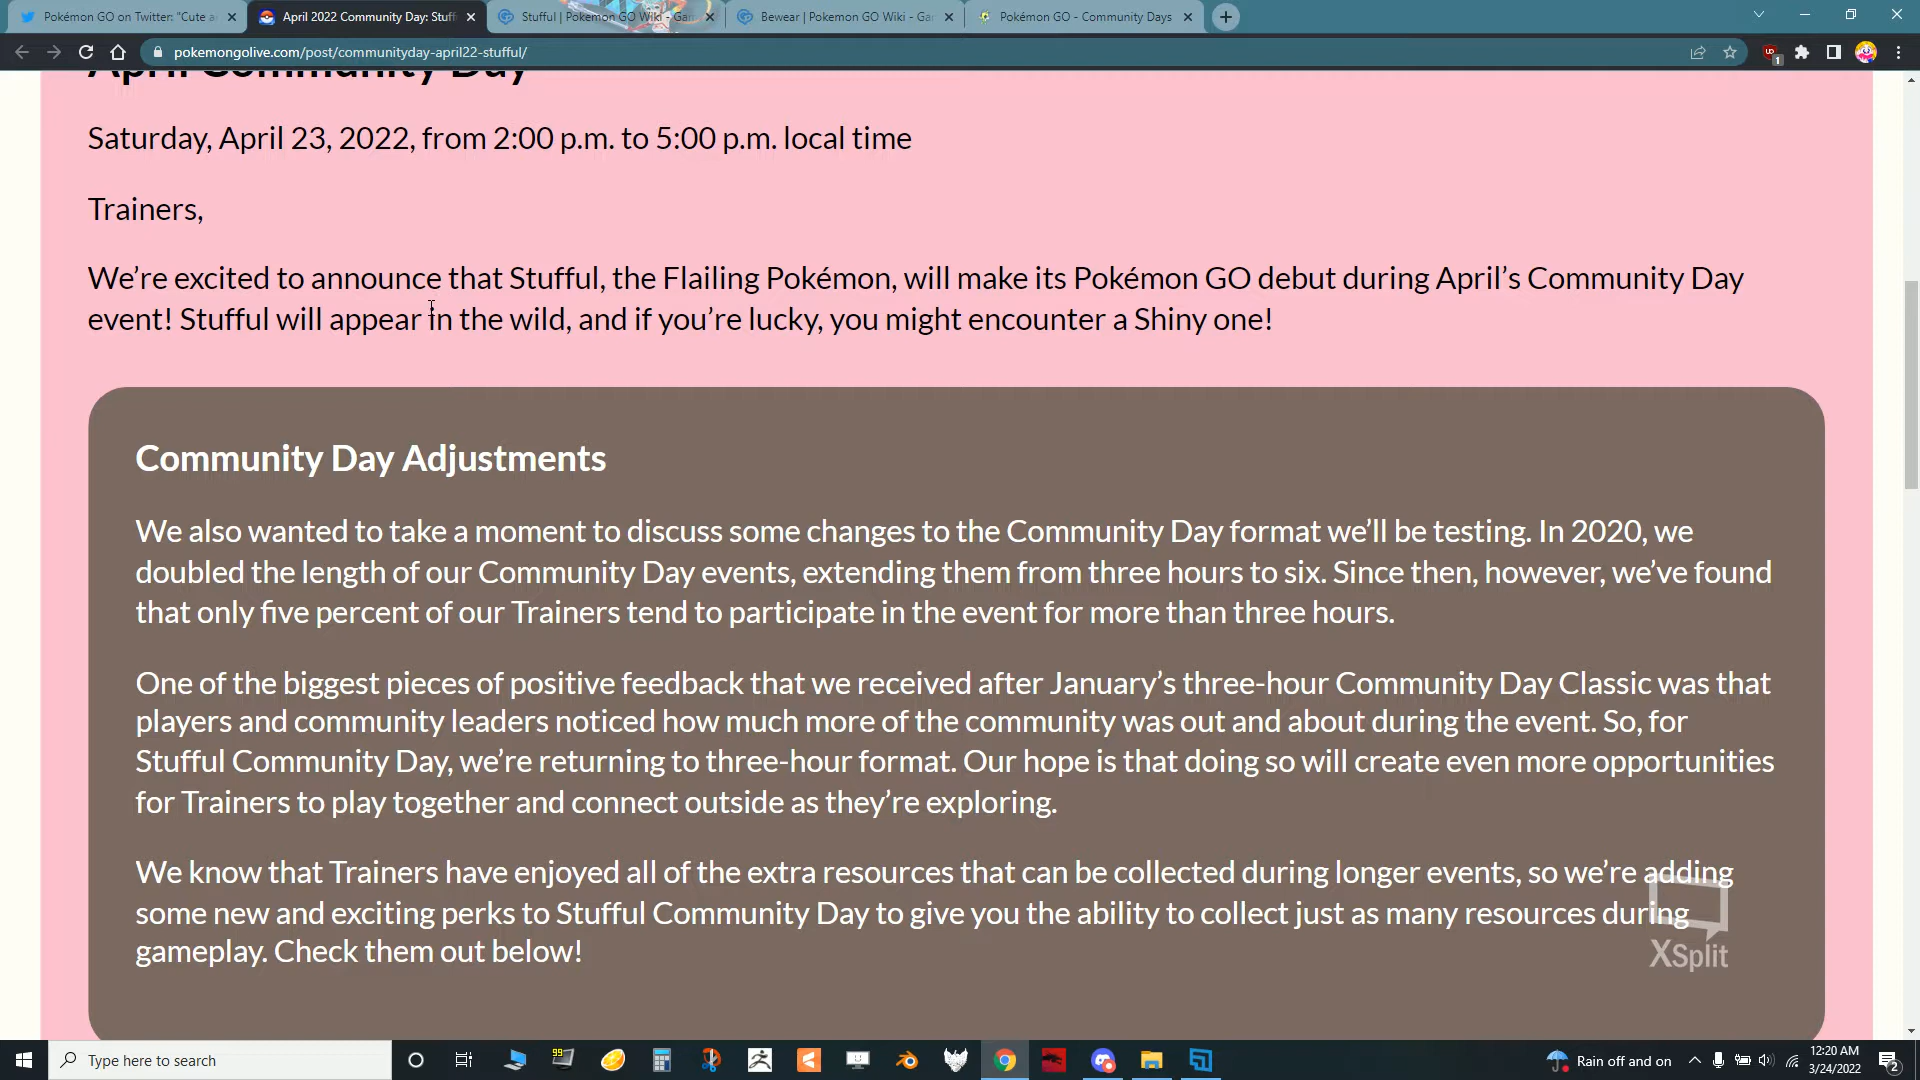 Pokémon GO on Twitter: "Cute a
April 2022 Community Day: Stuff
Stufful | Pokemon GO Wiki - Gam
Bewear | Pokemon GO Wiki - Ga
Pokémon GO - Community Days
pokemongolive.com/post/communityday-april22-stufful/
1
April Community Day
Saturday, April 23, 2022, from 2:00 p.m. to 5:00 p.m. local time
Trainers,
We're excited to announce that Stufful, the Flailing Pokémon, will make its Pokémon GO debut during April's Community Day
event! Stufful will appear in the wild, and if you're lucky, you might encounter a Shiny one!
Community Day Adjustments
We also wanted to take a moment to discuss some changes to the Community Day format we'll be testing. In 2020, we
doubled the length of our Community Day events, extending them from three hours to six. Since then, however, we've found
that only five percent of our Trainers tend to participate in the event for more than three hours.
One of the biggest pieces of positive feedback that we received after January's three-hour Community Day Classic was that
players and community leaders noticed how much more of the community was out and about during the event. So, for
Stufful Community Day, we're returning to three-hour format. Our hope is that doing so will create even more opportunities
for Trainers to play together and connect outside as they're exploring.
We know that Trainers have enjoyed all of the extra resources that can be collected during longer events, so we're adding
some new and exciting perks to Stufful Community Day to give you the ability to collect just as many resources during
gameplay. Check them out below!
XSplit
Type here to search
99
Rain off and on
12:20 AM
3/24/2022
2